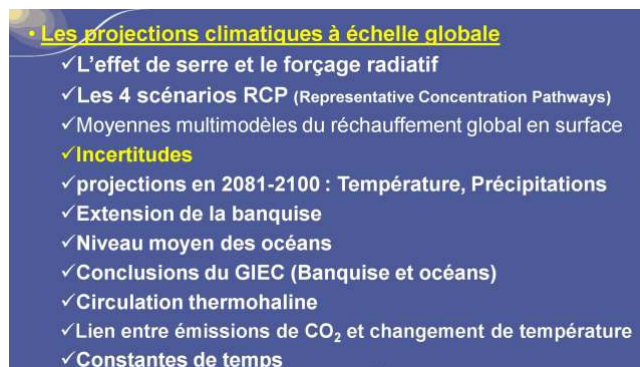 • Les projections climatiques à échelle globale
✓L'effet de serre et le forçage radiatif
✓Les 4 scénarios RCP (Representative Concentration Pathways)
✓Moyennes multimodèles du réchauffement global en surface
✓Incertitudes
✓projections en 2081-2100 : Température, Précipitations
✓Extension de la banquise
✓Niveau moyen des océans
✓Conclusions du GIEC (Banquise et océans)
✓Circulation thermohaline
✓Lien entre émissions de CO₂ et changement de température
✓Constantes de temps